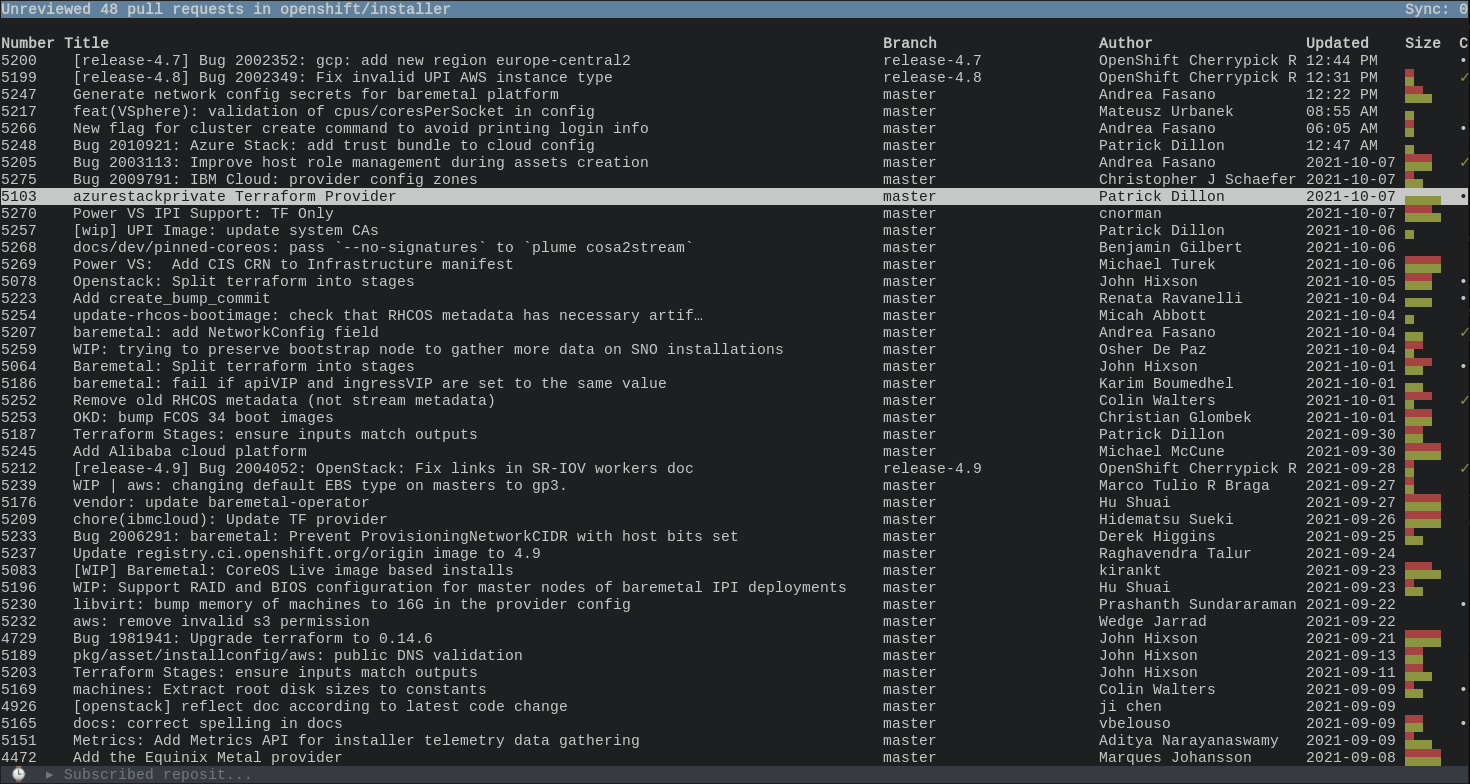 Unreviewed 48 pull requests in openshift/installer Sync: 0
Number Title Branch Author Updated Size C
5200 [release-4.7] Bug 2002352: gcp: add new region europe-central2 release-4.7 OpenShift Cherrypick R 12:44 PM •
5199 [release-4.8] Bug 2002349: Fix invalid UPI AWS instance type release-4.8 OpenShift Cherrypick R 12:31 PM ✓
5247 Generate network config secrets for baremetal platform master Andrea Fasano 12:22 PM
5217 feat(VSphere): validation of cpus/coresPerSocket in config master Mateusz Urbanek 08:55 AM
5266 New flag for cluster create command to avoid printing login info master Andrea Fasano 06:05 AM •
5248 Bug 2010921: Azure Stack: add trust bundle to cloud config master Patrick Dillon 12:47 AM
5205 Bug 2003113: Improve host role management during assets creation master Andrea Fasano 2021-10-07 ✓
5275 Bug 2009791: IBM Cloud: provider config zones master Christopher J Schaefer 2021-10-07
5103 azurestackprivate Terraform Provider master Patrick Dillon 2021-10-07 •
5270 Power VS IPI Support: TF Only master cnorman 2021-10-07
5257 [wip] UPI Image: update system CAs master Patrick Dillon 2021-10-06
5268 docs/dev/pinned-coreos: pass `--no-signatures` to `plume cosa2stream` master Benjamin Gilbert 2021-10-06
5269 Power VS:  Add CIS CRN to Infrastructure manifest master Michael Turek 2021-10-06
5078 Openstack: Split terraform into stages master John Hixson 2021-10-05 •
5223 Add create_bump_commit master Renata Ravanelli 2021-10-04 •
5254 update-rhcos-bootimage: check that RHCOS metadata has necessary artif… master Micah Abbott 2021-10-04
5207 baremetal: add NetworkConfig field master Andrea Fasano 2021-10-04 ✓
5259 WIP: trying to preserve bootstrap node to gather more data on SNO installations master Osher De Paz 2021-10-04
5064 Baremetal: Split terraform into stages master John Hixson 2021-10-01 •
5186 baremetal: fail if apiVIP and ingressVIP are set to the same value master Karim Boumedhel 2021-10-01
5252 Remove old RHCOS metadata (not stream metadata) master Colin Walters 2021-10-01 ✓
5253 OKD: bump FCOS 34 boot images master Christian Glombek 2021-10-01
5187 Terraform Stages: ensure inputs match outputs master Patrick Dillon 2021-09-30
5245 Add Alibaba cloud platform master Michael McCune 2021-09-30
5212 [release-4.9] Bug 2004052: OpenStack: Fix links in SR-IOV workers doc release-4.9 OpenShift Cherrypick R 2021-09-28 ✓
5239 WIP | aws: changing default EBS type on masters to gp3. master Marco Tulio R Braga 2021-09-27
5176 vendor: update baremetal-operator master Hu Shuai 2021-09-27
5209 chore(ibmcloud): Update TF provider master Hidematsu Sueki 2021-09-26
5233 Bug 2006291: baremetal: Prevent ProvisioningNetworkCIDR with host bits set master Derek Higgins 2021-09-25
5237 Update registry.ci.openshift.org/origin image to 4.9 master Raghavendra Talur 2021-09-24
5083 [WIP] Baremetal: CoreOS Live image based installs master kirankt 2021-09-23
5196 WIP: Support RAID and BIOS configuration for master nodes of baremetal IPI deployments master Hu Shuai 2021-09-23
5230 libvirt: bump memory of machines to 16G in the provider config master Prashanth Sundararaman 2021-09-22 •
5232 aws: remove invalid s3 permission master Wedge Jarrad 2021-09-22
4729 Bug 1981941: Upgrade terraform to 0.14.6 master John Hixson 2021-09-21
5189 pkg/asset/installconfig/aws: public DNS validation master John Hixson 2021-09-13
5203 Terraform Stages: ensure inputs match outputs master John Hixson 2021-09-11
5169 machines: Extract root disk sizes to constants master Colin Walters 2021-09-09 •
4926 [openstack] reflect doc according to latest code change master ji chen 2021-09-09
5165 docs: correct spelling in docs master vbelouso 2021-09-09 •
5151 Metrics: Add Metrics API for installer telemetry data gathering master Aditya Narayanaswamy 2021-09-09
4472 Add the Equinix Metal provider master Marques Johansson 2021-09-08
Subscribed reposit...